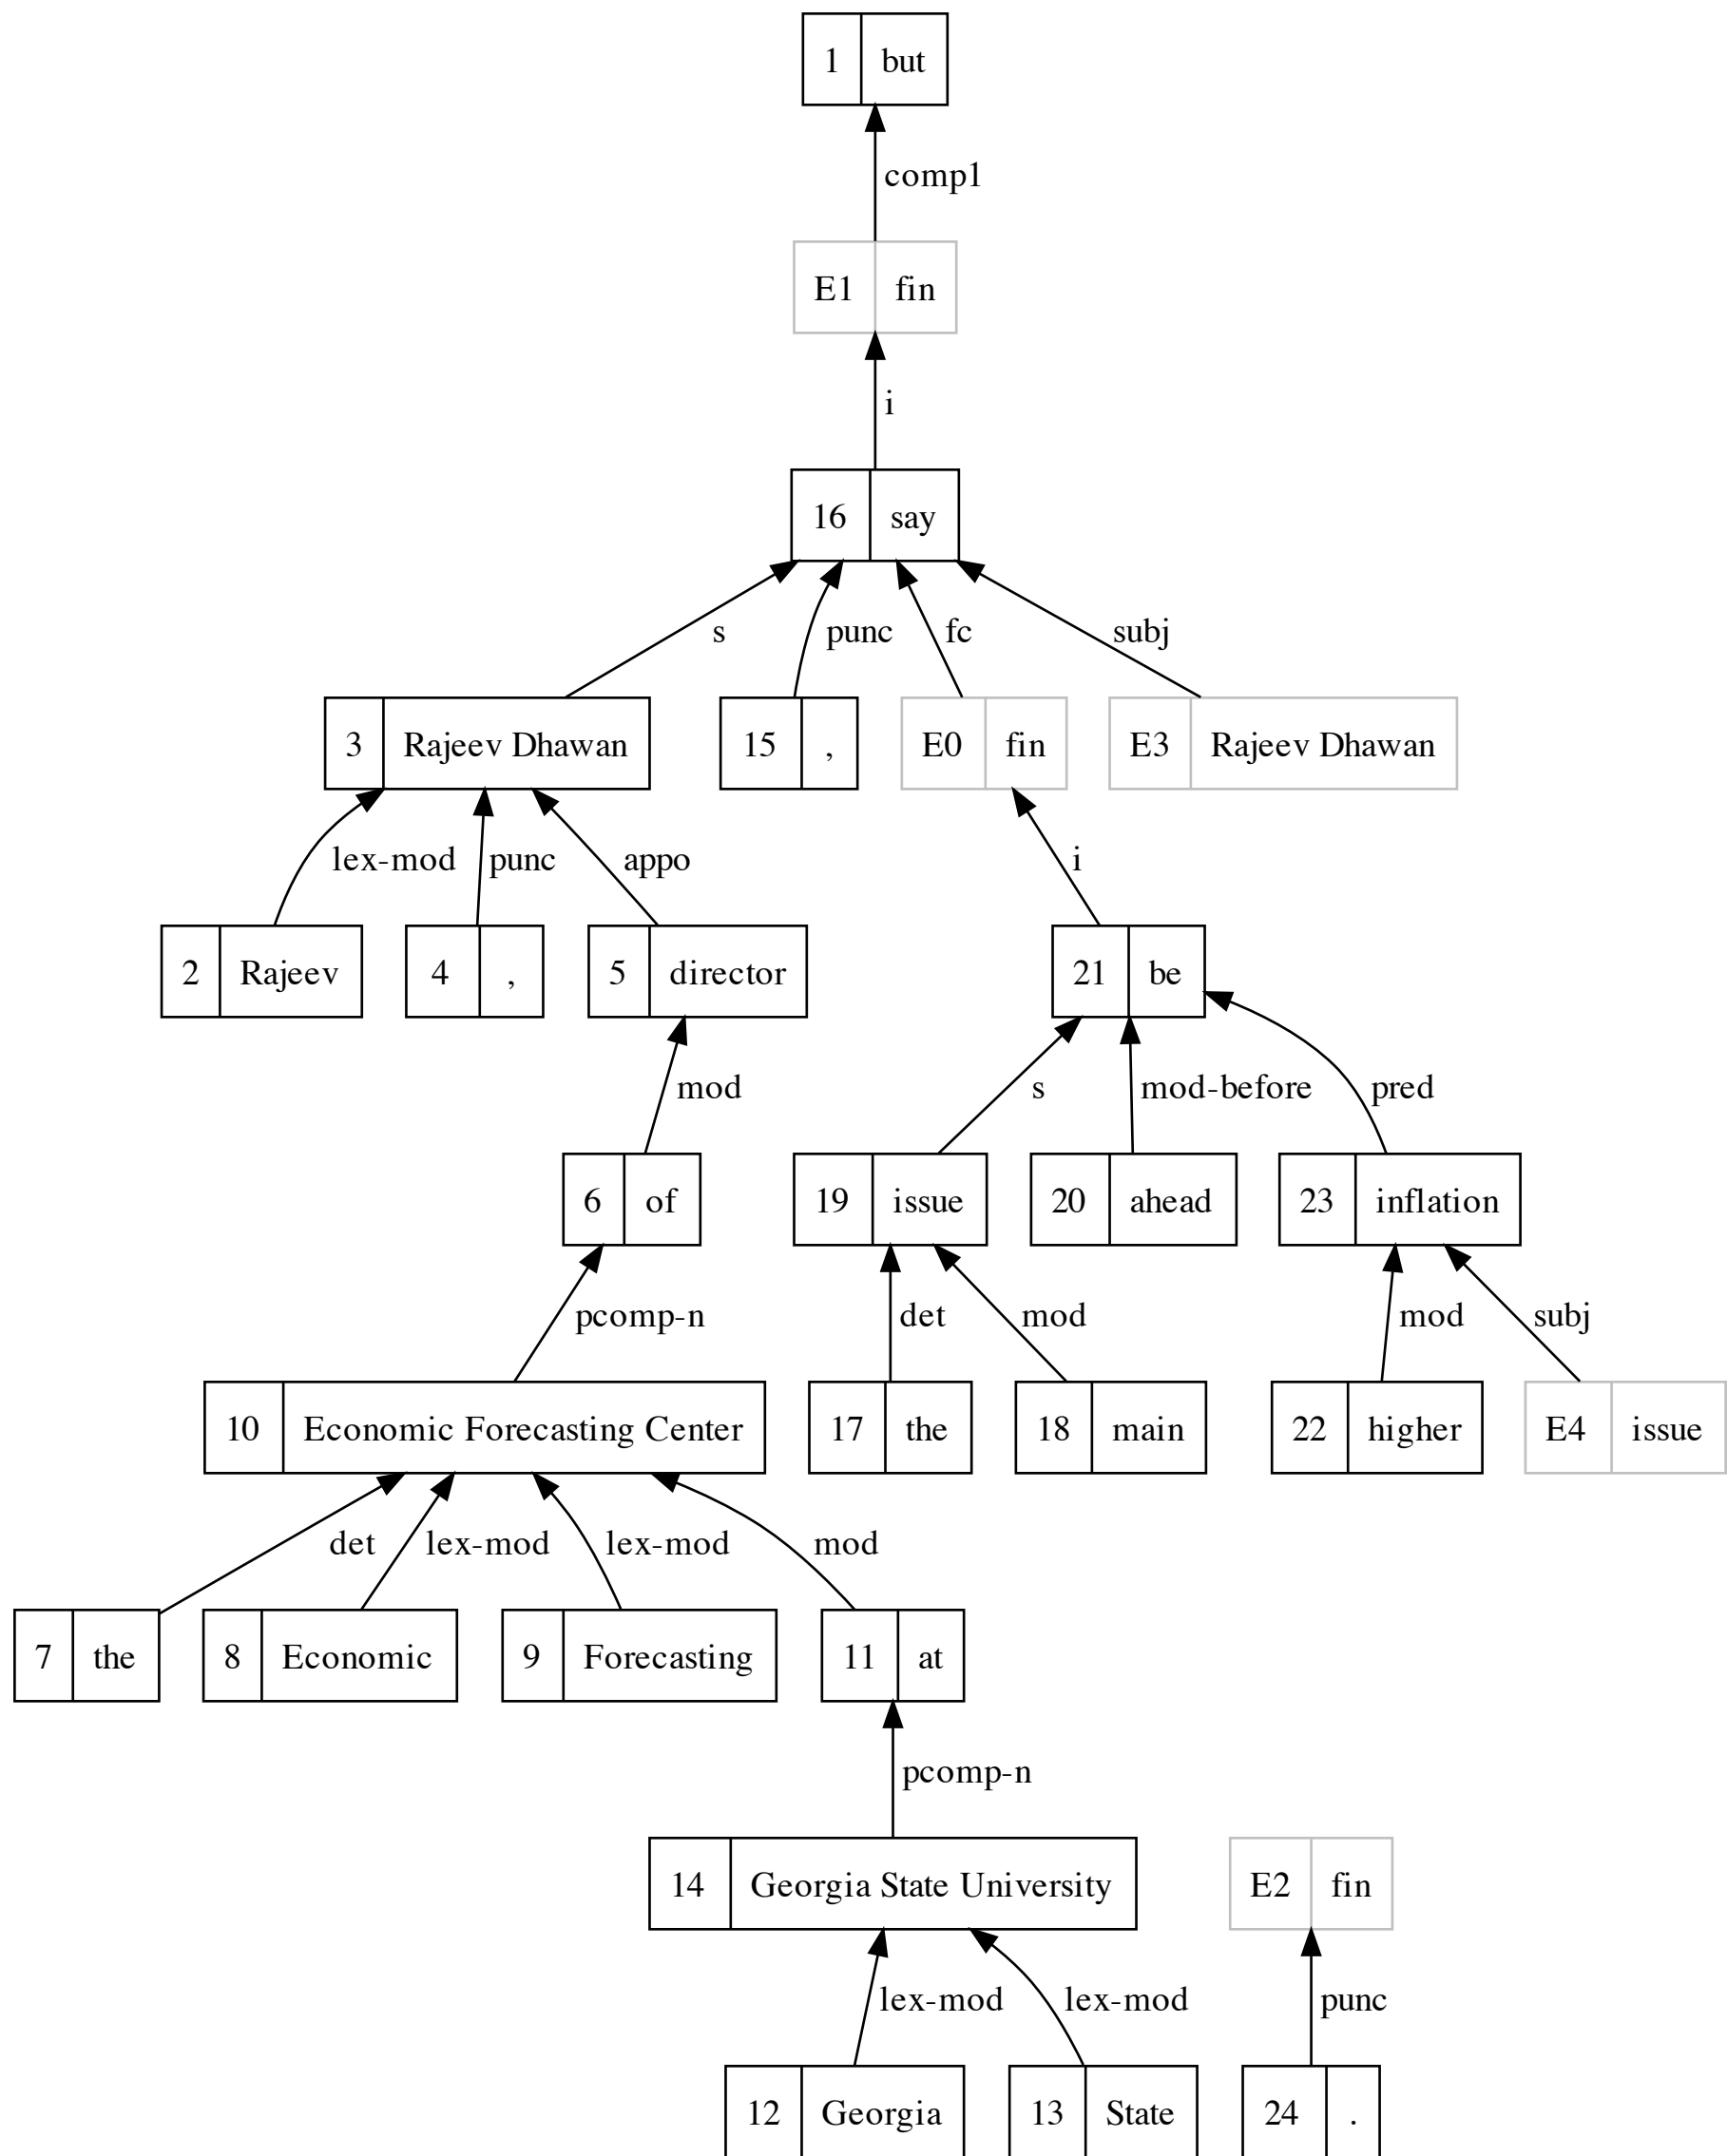 1 but
comp1
E1 fin
i
16 say
s punc fc subj
3 Rajeev Dhawan 15 , E0 fin E3 Rajeev Dhawan
lex-mod punc appo i
2 Rajeev 4 , 5 director 21 be
mod s mod-before pred
6 of 19 issue 20 ahead 23 inflation
pcomp-n det mod mod subj
10 Economic Forecasting Center 17 the 18 main 22 higher E4 issue
det lex-mod lex-mod mod
7 the 8 Economic 9 Forecasting 11 at
pcomp-n
14 Georgia State University E2 fin
lex-mod lex-mod punc
12 Georgia 13 State 24 .